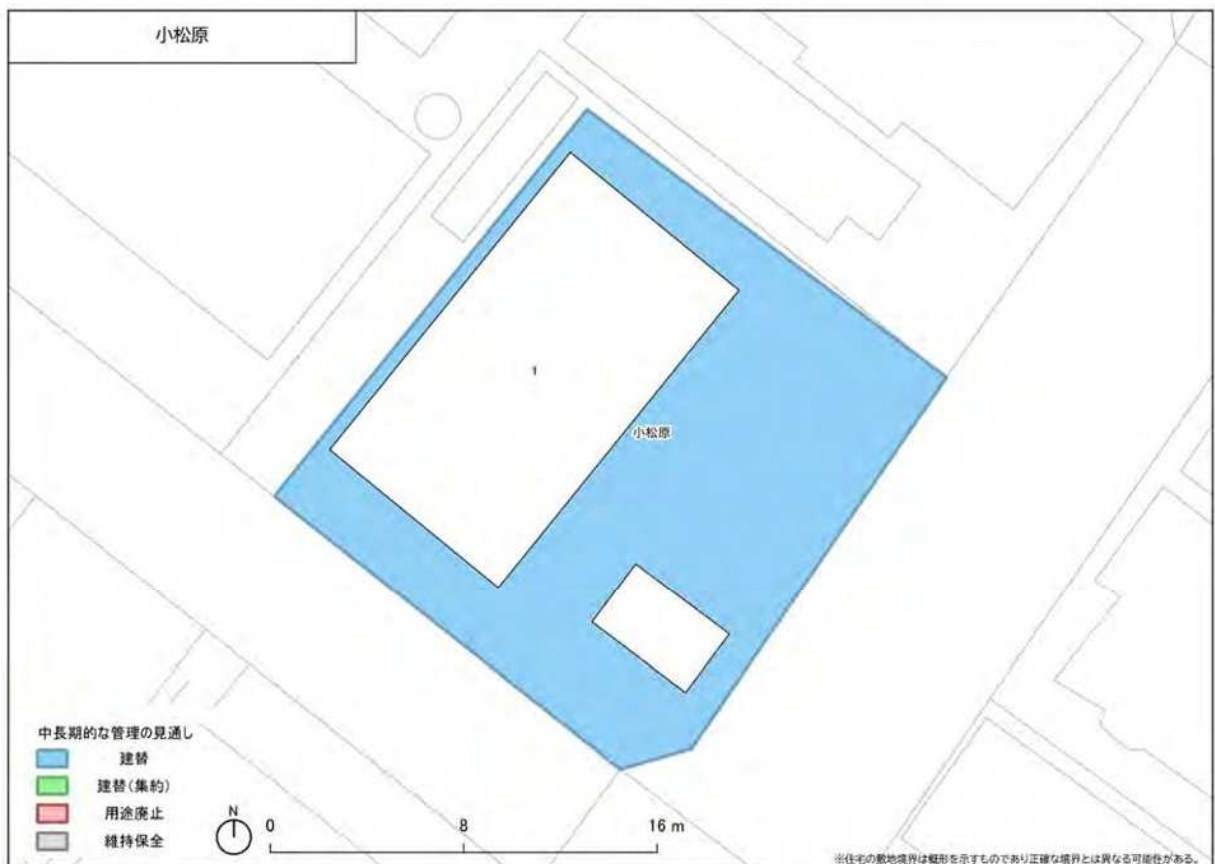 小松原
1
小松原
中長期的な管理の見通し
建替
建替(集約)
用途廃止
維持保全
N
0 8 16 m
※住宅の敷地境界は概形を示すものであり正確な境界とは異なる可能性がある。